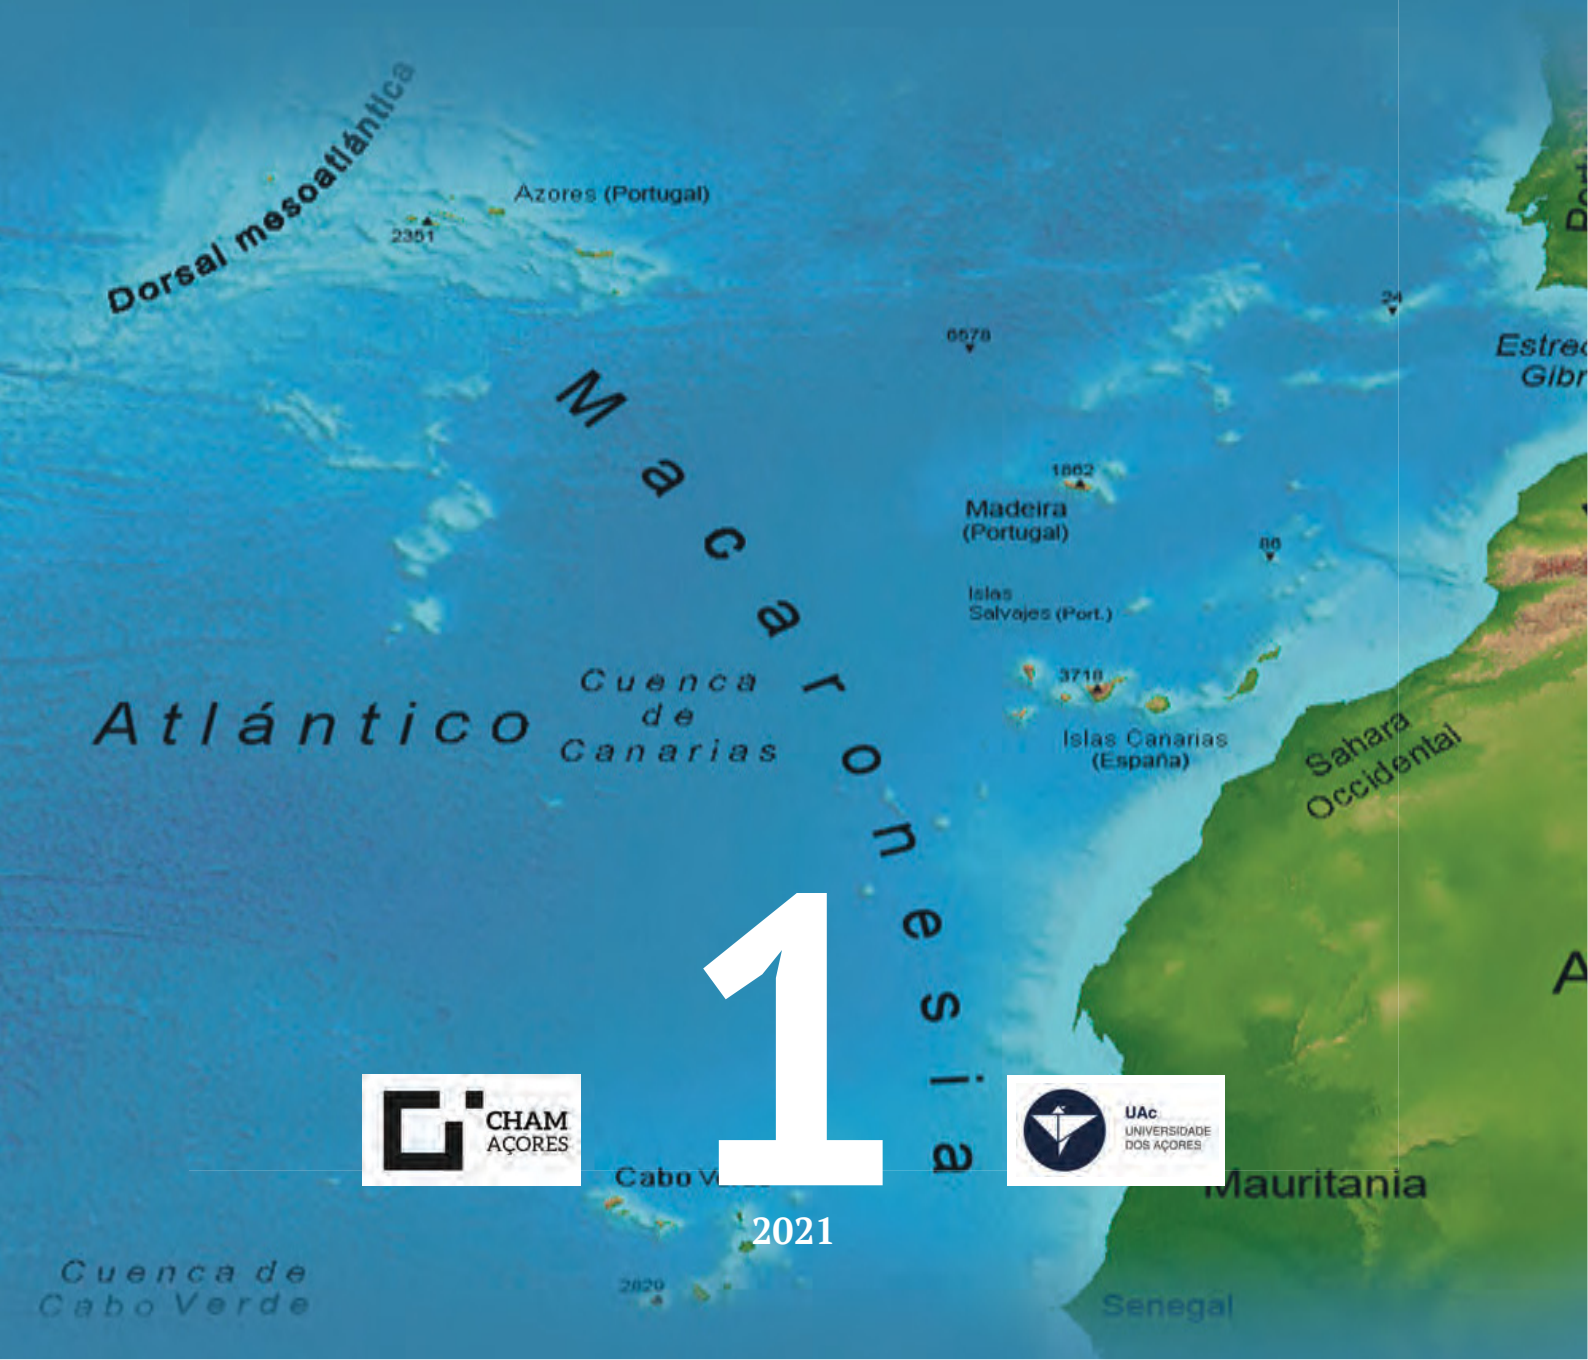 Dorsal mesoatlántica
Azores (Portugal)
2351
24
6578
Macaronesia
1862
Madeira
(Portugal)
86
Islas
Salvajes (Port.)
3718
Islas Canarias
(España)
Atlántico
Cuenca
de
Canarias
Sahara
Occidental
1
CHAM
AÇORES
UAc
UNIVERSIDADE
DOS AÇORES
Cabo
Mauritania
2021
Cuenca de
Cabo Verde
2829
Senegal